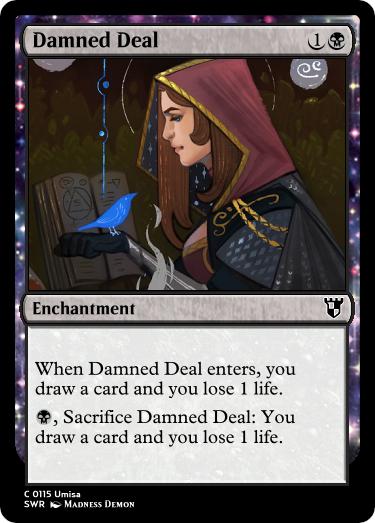 Damned Deal 1
Enchantment
When Damned Deal enters, you
draw a card and you lose 1 life.
, Sacrifice Damned Deal: You
draw a card and you lose 1 life.
C 0115 Umisa
SWR Madness Demon